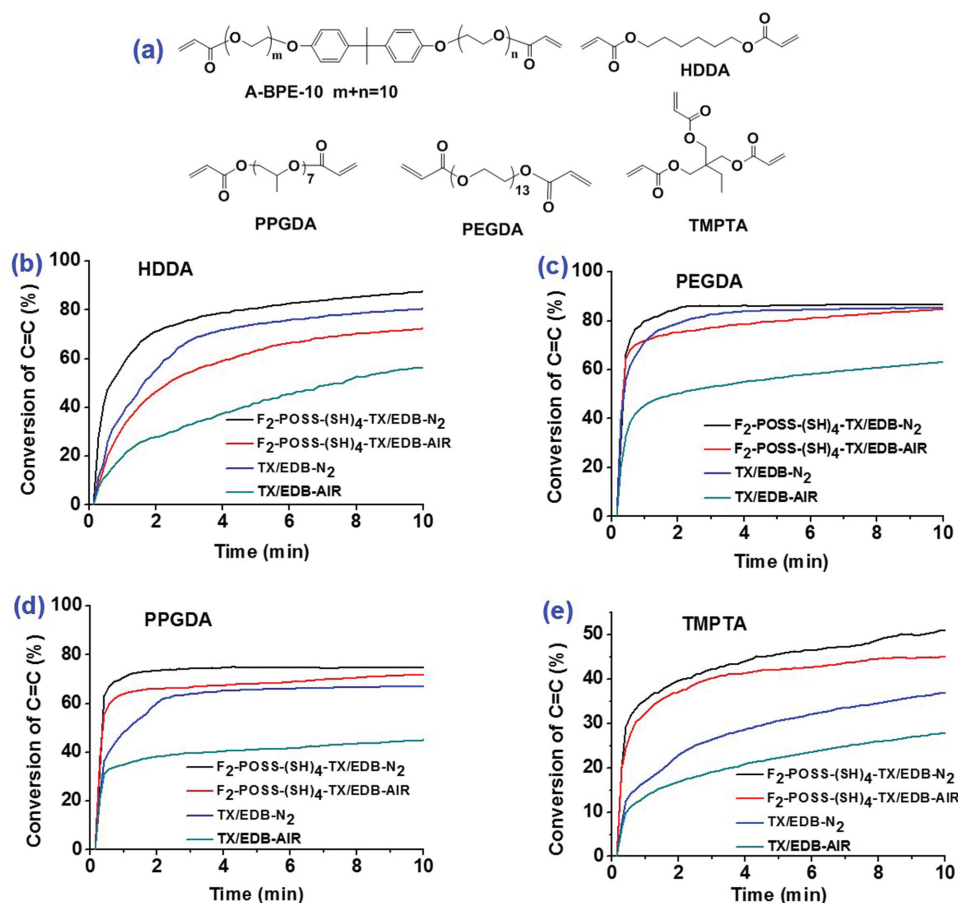 (a)
O
O
m
O
O
O
n
O
O
A-BPE-10 m+n=10
O
O
O
O
HDDA
O
O
O
7
O
PPGDA
O
O
13
O
O
PEGDA
O
O
O
O
O
O
TMPTA
(b)
HDDA
Conversion of C=C (%)
100
80
60
40
20
0
F₂-POSS-(SH)₄-TX/EDB-N₂
F₂-POSS-(SH)₄-TX/EDB-AIR
TX/EDB-N₂
TX/EDB-AIR
0 2 4 6 8 10
Time (min)
(c)
PEGDA
Conversion of C=C (%)
100
80
60
40
20
0
F₂-POSS-(SH)₄-TX/EDB-N₂
F₂-POSS-(SH)₄-TX/EDB-AIR
TX/EDB-N₂
TX/EDB-AIR
0 2 4 6 8 10
Time (min)
(d)
PPGDA
Conversion of C=C (%)
100
80
60
40
20
0
F₂-POSS-(SH)₄-TX/EDB-N₂
F₂-POSS-(SH)₄-TX/EDB-AIR
TX/EDB-N₂
TX/EDB-AIR
0 2 4 6 8 10
Time (min)
(e)
TMPTA
Conversion of C=C (%)
50
40
30
20
10
0
F₂-POSS-(SH)₄-TX/EDB-N₂
F₂-POSS-(SH)₄-TX/EDB-AIR
TX/EDB-N₂
TX/EDB-AIR
0 2 4 6 8 10
Time (min)